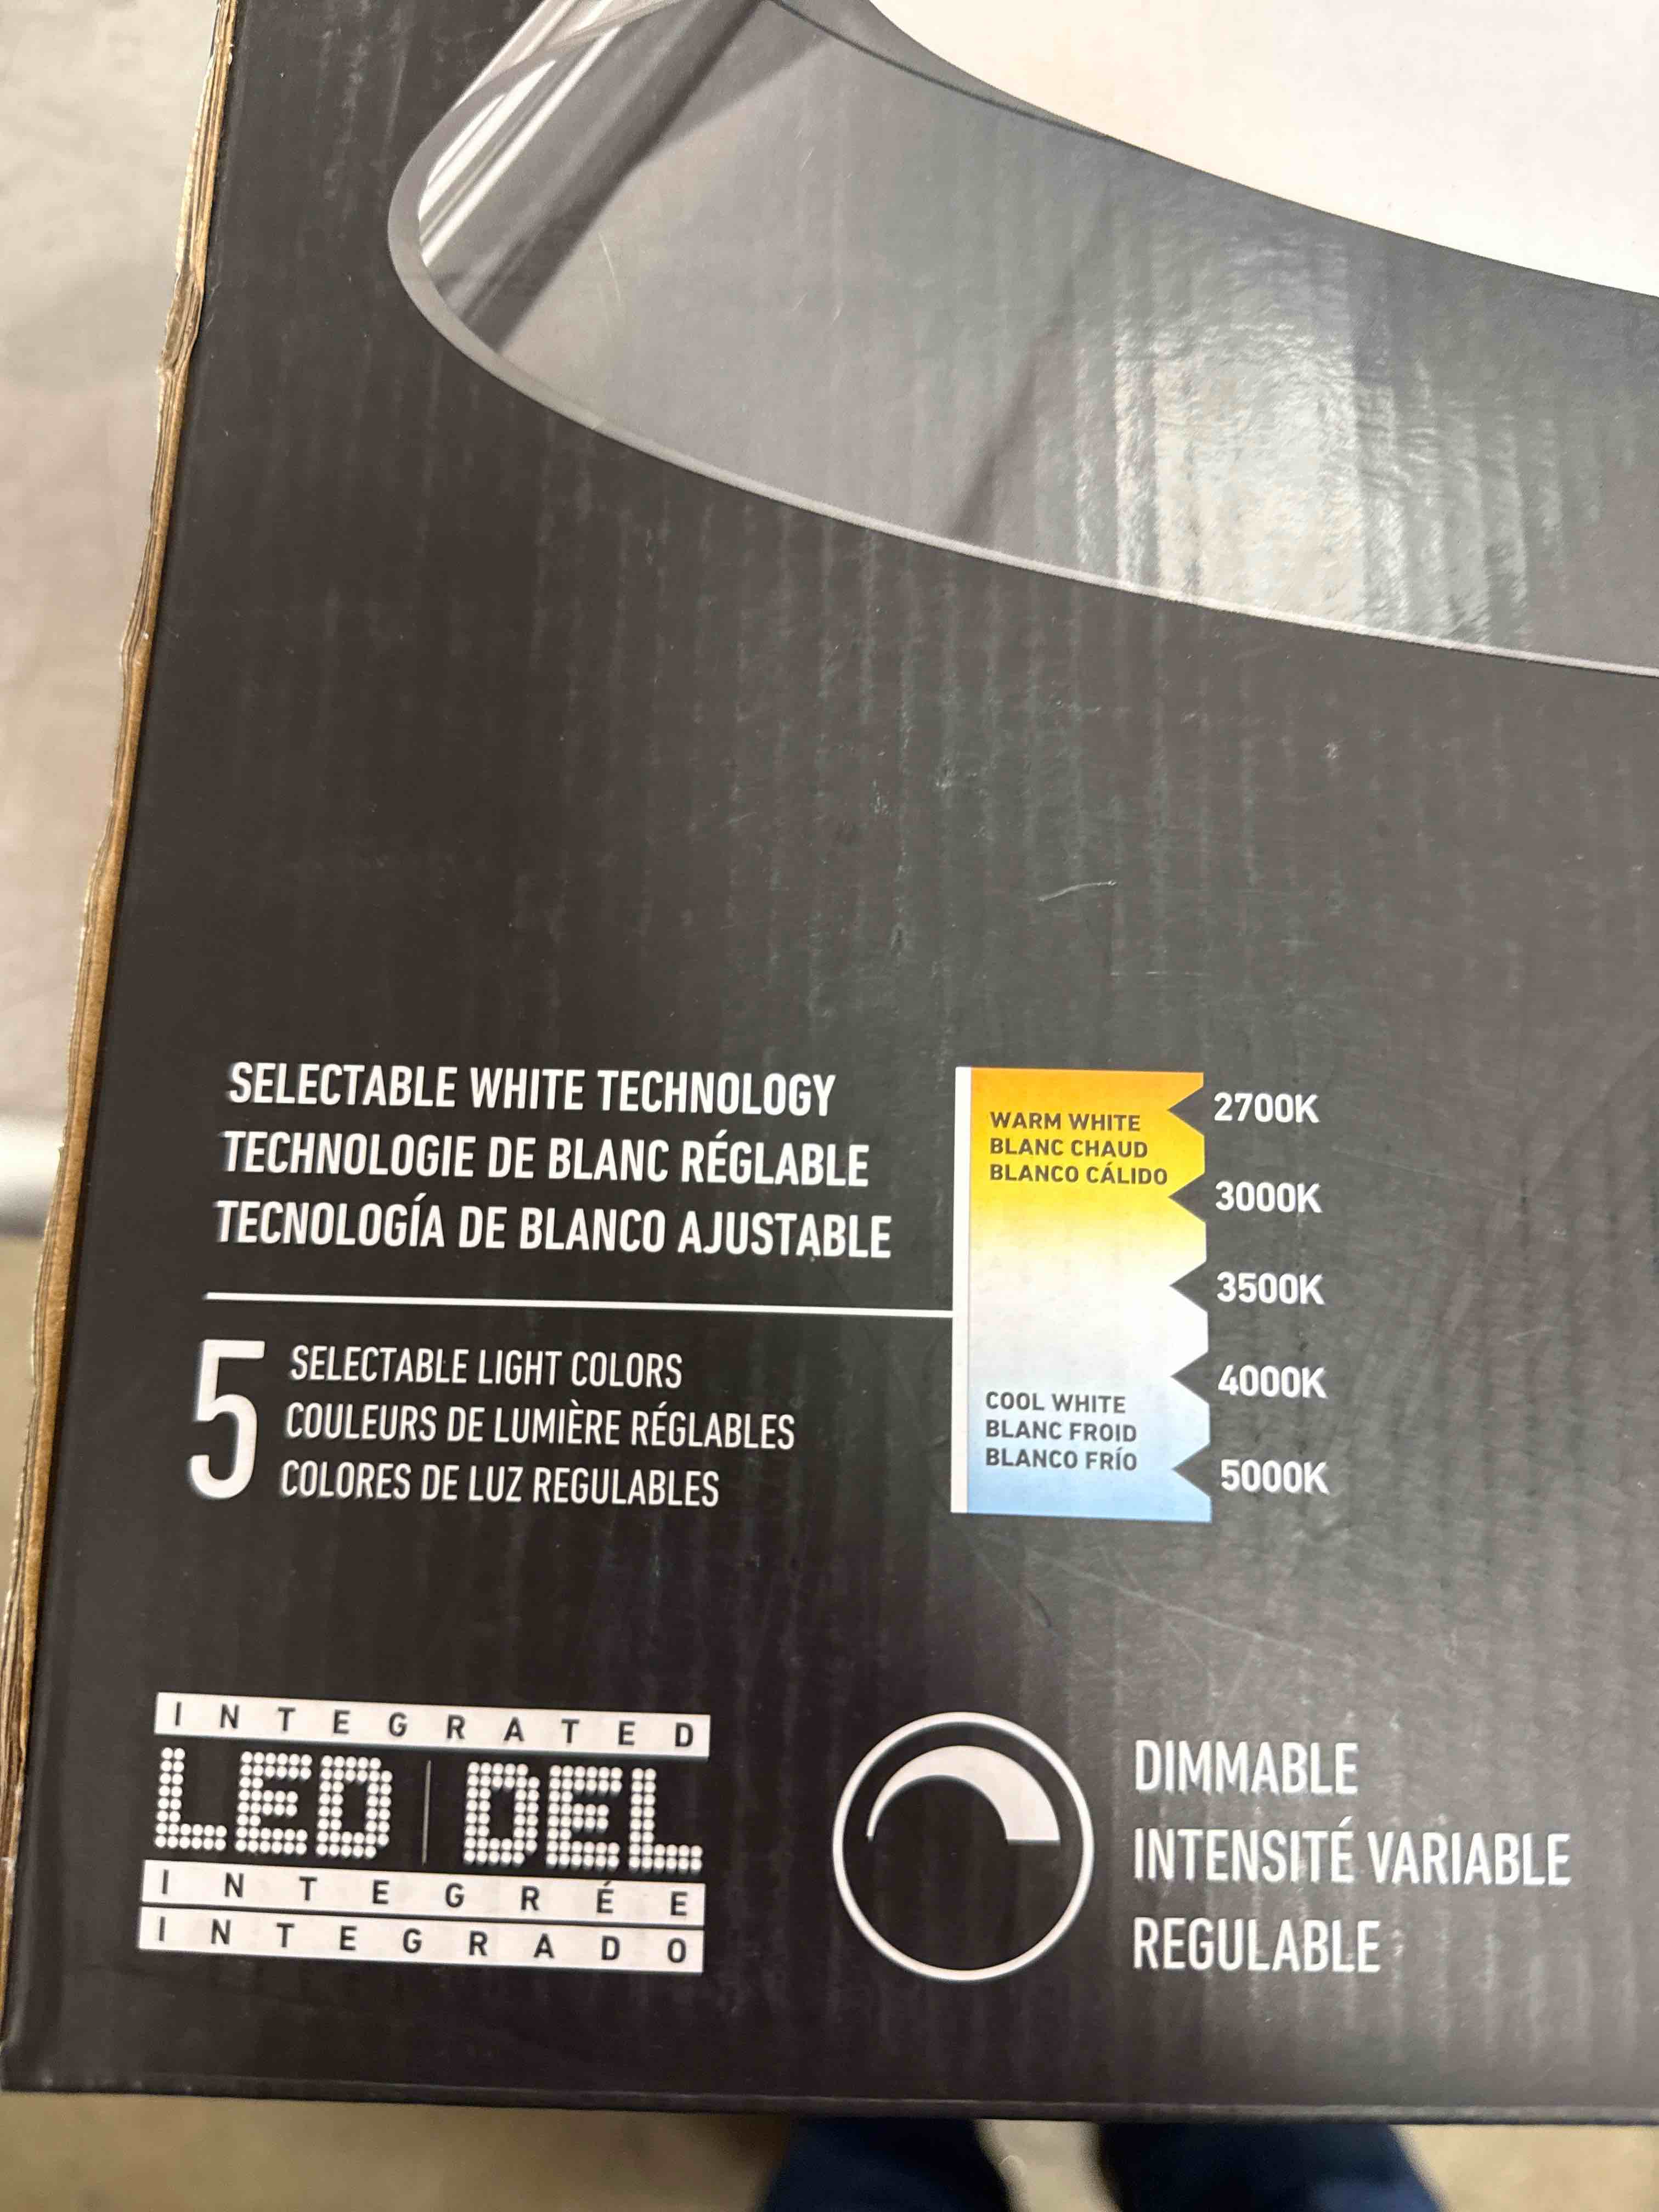 SELECTABLE WHITE TECHNOLOGY
TECHNOLOGIE DE BLANC RÉGLABLE
TECNOLOGÍA DE BLANCO AJUSTABLE
5
SELECTABLE LIGHT COLORS
COULEURS DE LUMIÈRE RÉGLABLES
COLORES DE LUZ REGULABLES
WARM WHITE
BLANC CHAUD
BLANCO CÁLIDO
COOL WHITE
BLANC FROID
BLANCO FRÍO
2700K
3000K
3500K
4000K
5000K
INTEGRATED
LED | DEL
INTEGRÉE
INTEGRADO
DIMMABLE
INTENSITÉ VARIABLE
REGULABLE